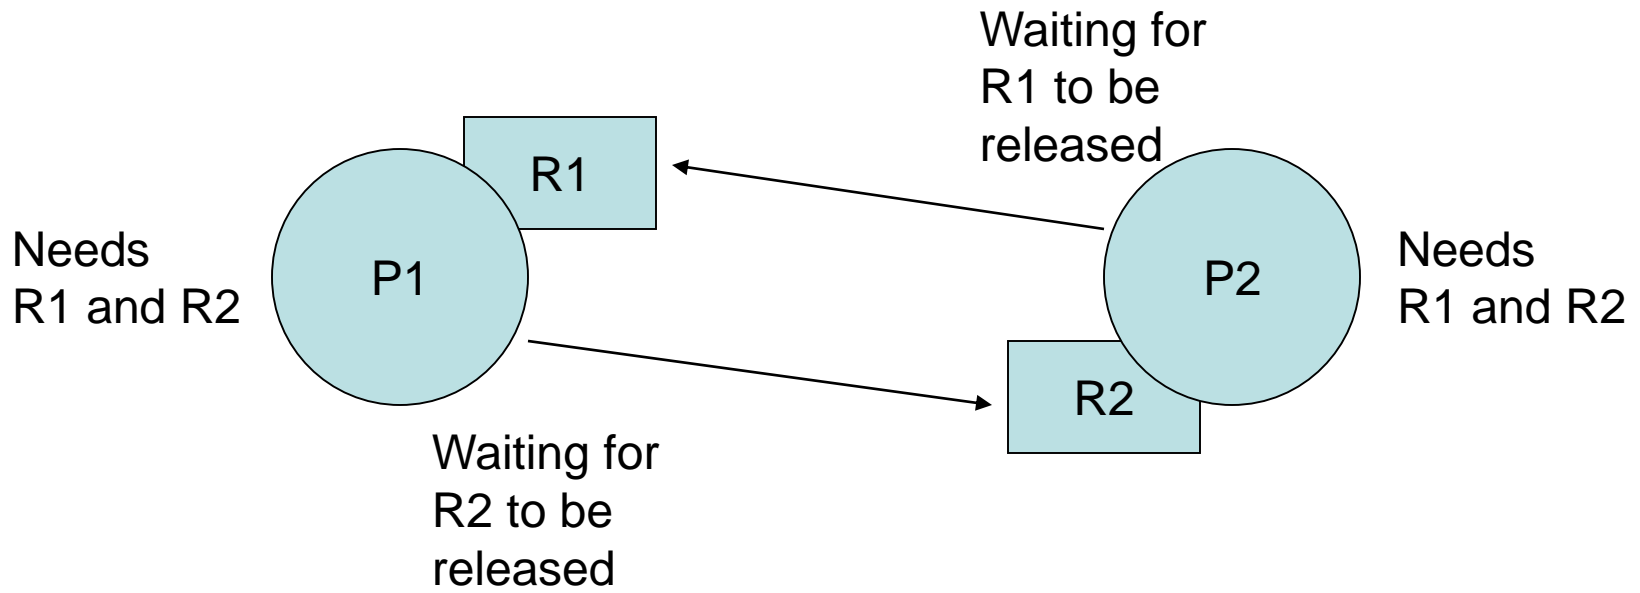 Waiting for
R1 to be
released
R1
Needs
R1 and R2
P1
P2
Needs
R1 and R2
R2
Waiting for
R2 to be
released